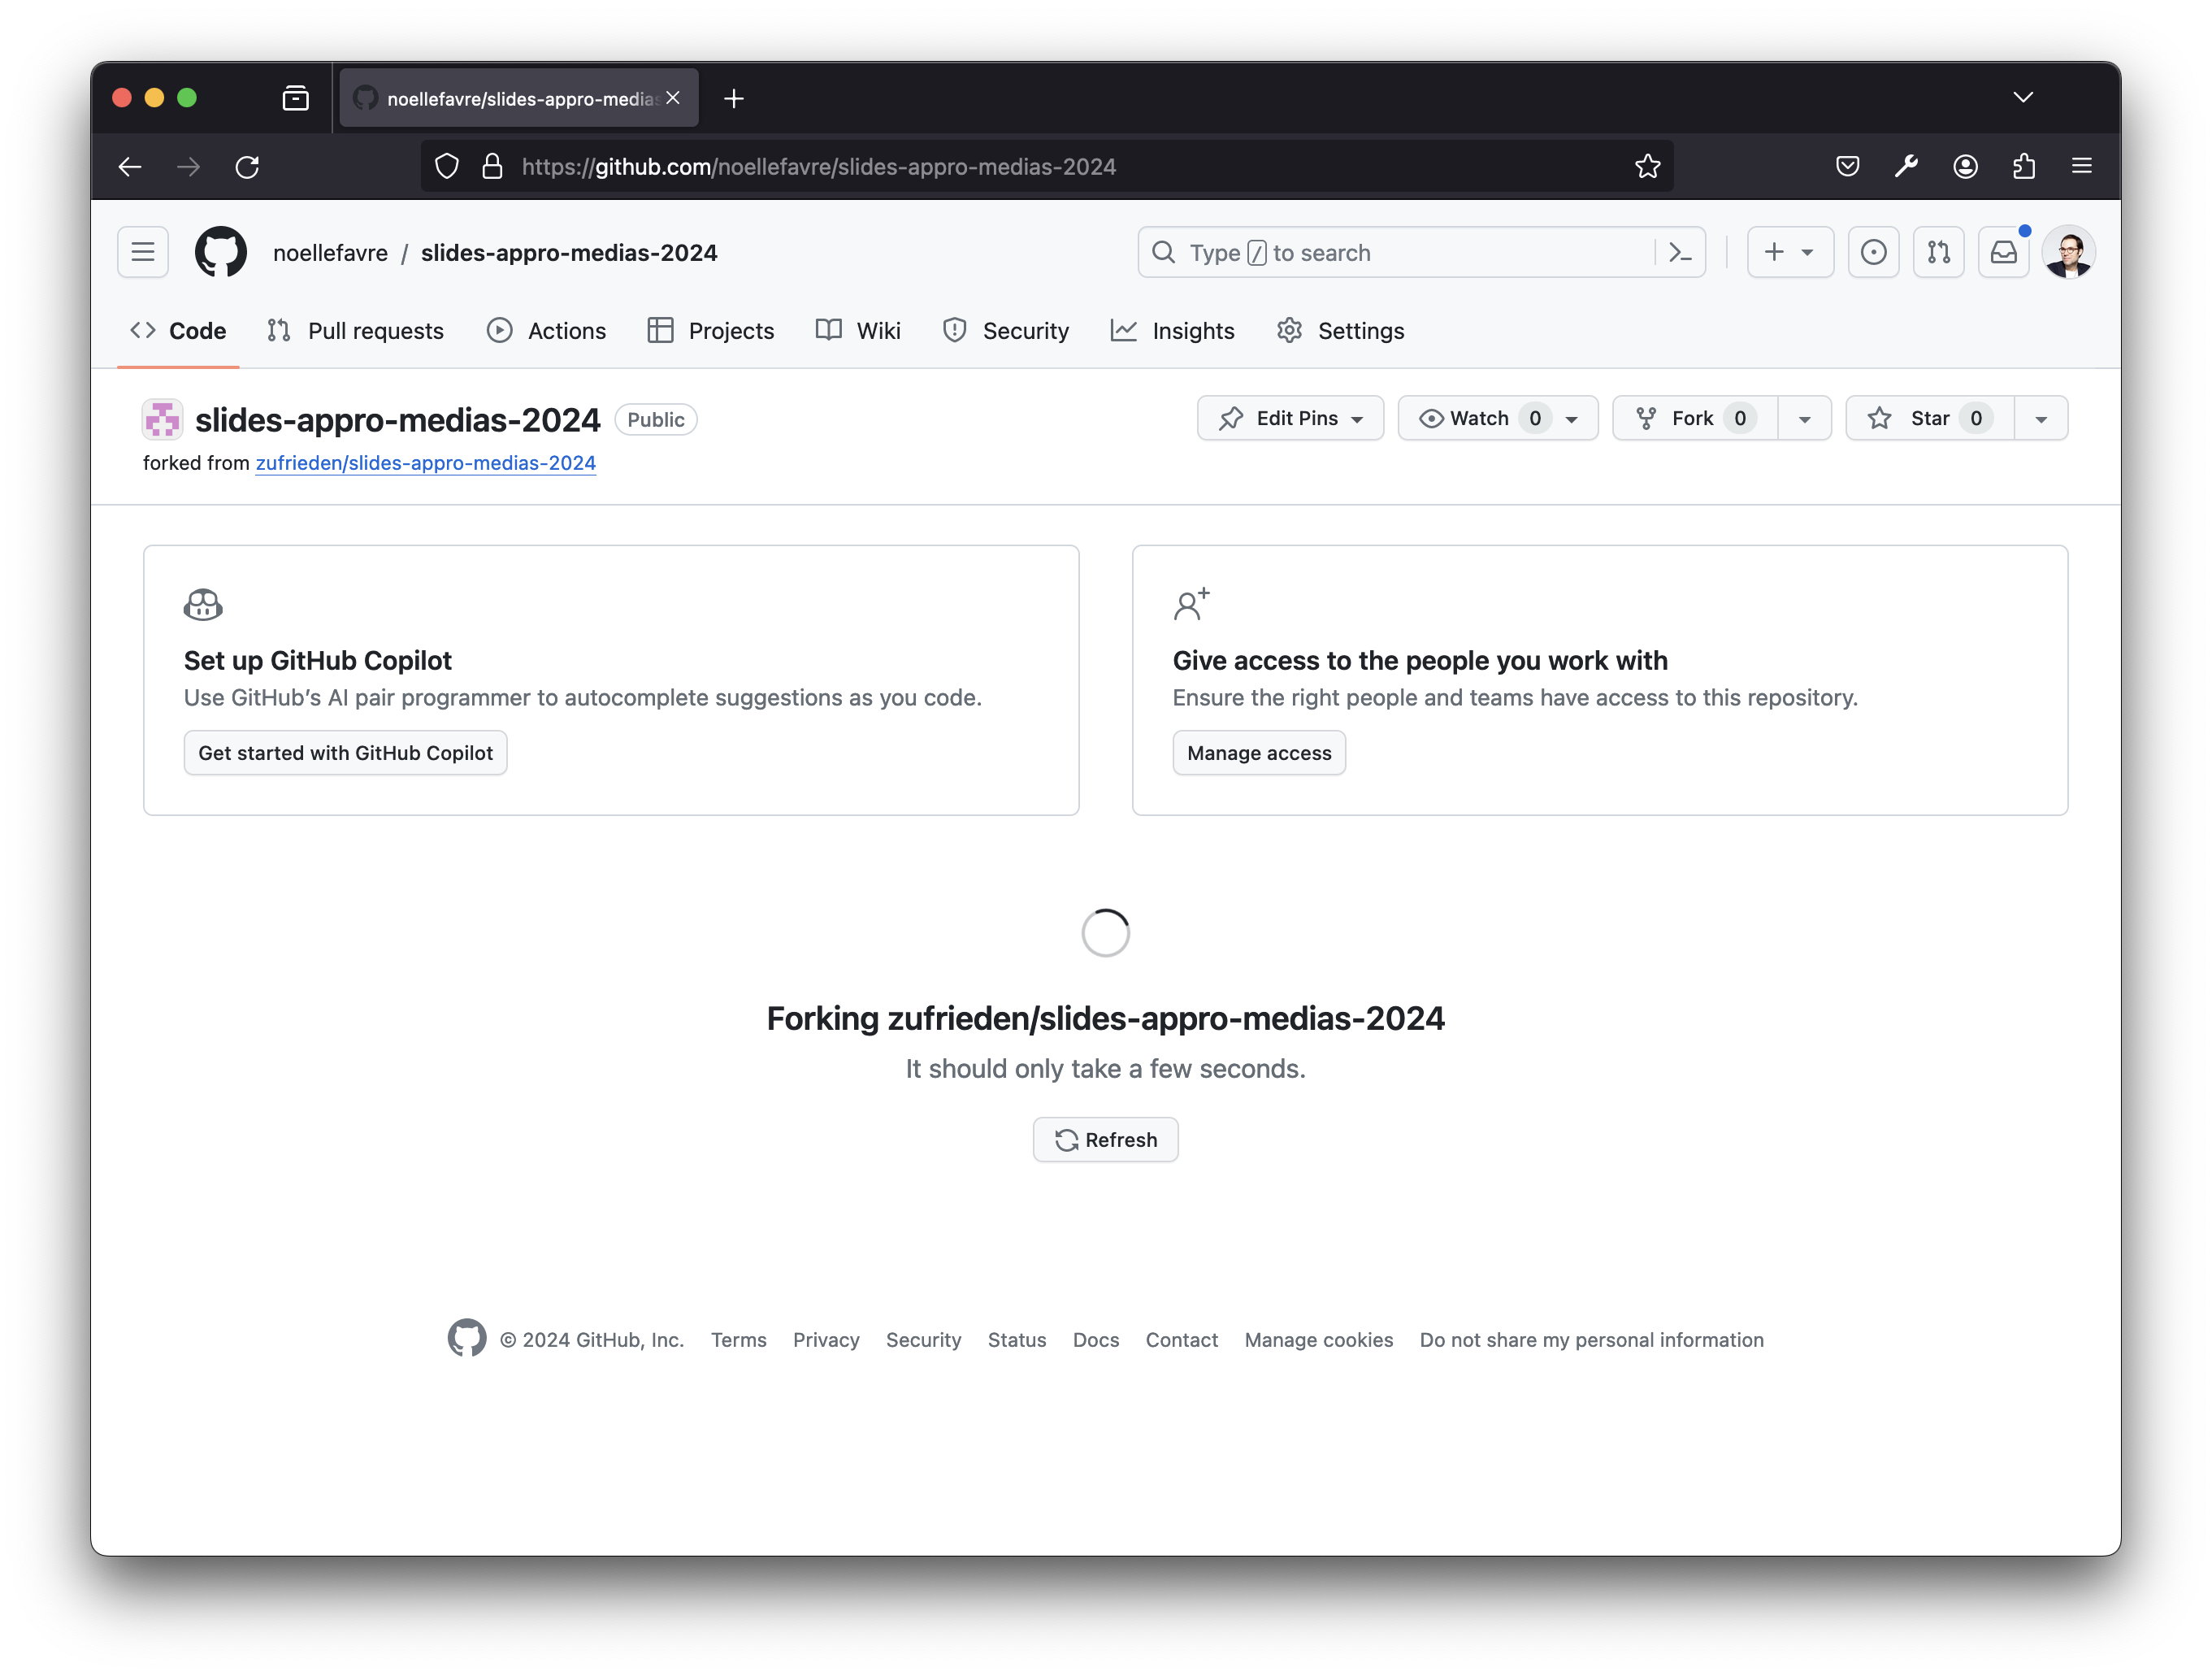 noellefavre/slides-appro-medias
https://github.com/noellefavre/slides-appro-medias-2024
noellefavre / slides-appro-medias-2024
Type / to search
Code Pull requests Actions Projects Wiki Security Insights Settings
slides-appro-medias-2024 Public
Edit Pins Watch 0 Fork 0 Star 0
forked from zufrieden/slides-appro-medias-2024
Set up GitHub Copilot
Use GitHub’s AI pair programmer to autocomplete suggestions as you code.
Get started with GitHub Copilot
Give access to the people you work with
Ensure the right people and teams have access to this repository.
Manage access
Forking zufrieden/slides-appro-medias-2024
It should only take a few seconds.
Refresh
© 2024 GitHub, Inc. Terms Privacy Security Status Docs Contact Manage cookies Do not share my personal information